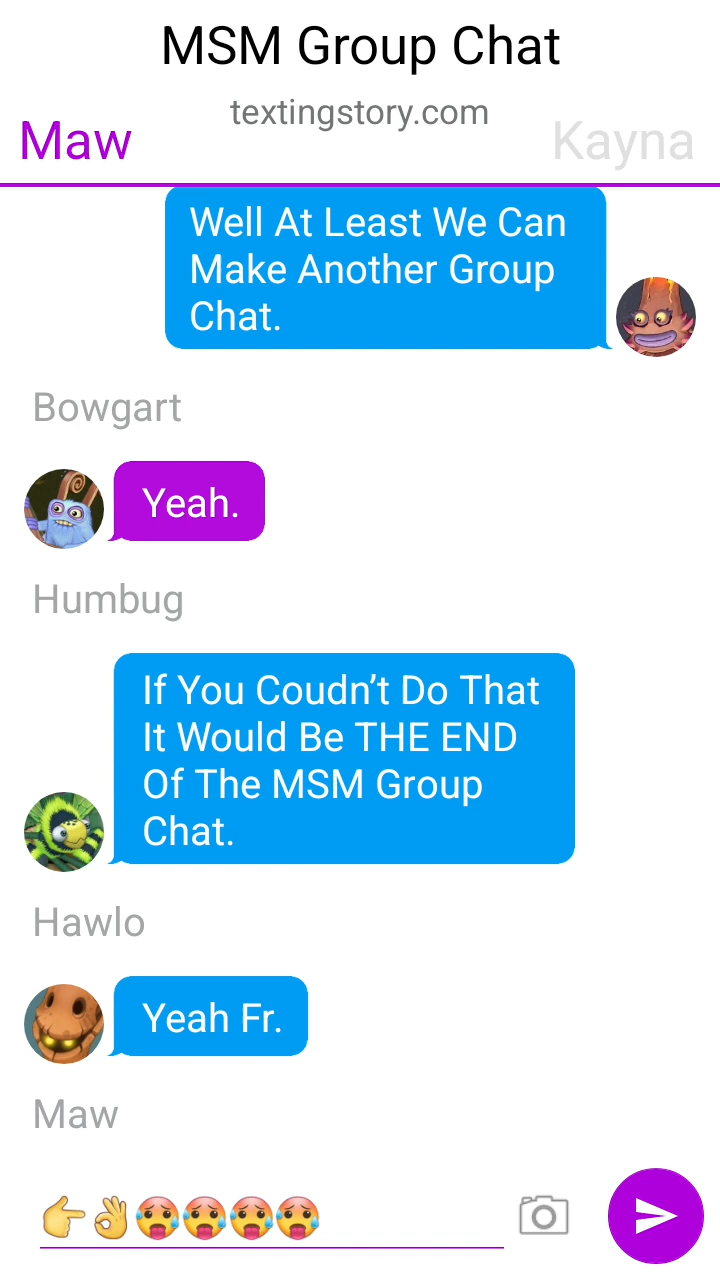 MSM Group Chat
textingstory.com
Maw
Kayna
Well At Least We Can
Make Another Group
Chat.
Bowgart
Yeah.
Humbug
If You Coudn’t Do That
It Would Be THE END
Of The MSM Group
Chat.
Hawlo
Yeah Fr.
Maw
👉👌🥵🥵🥵🥵